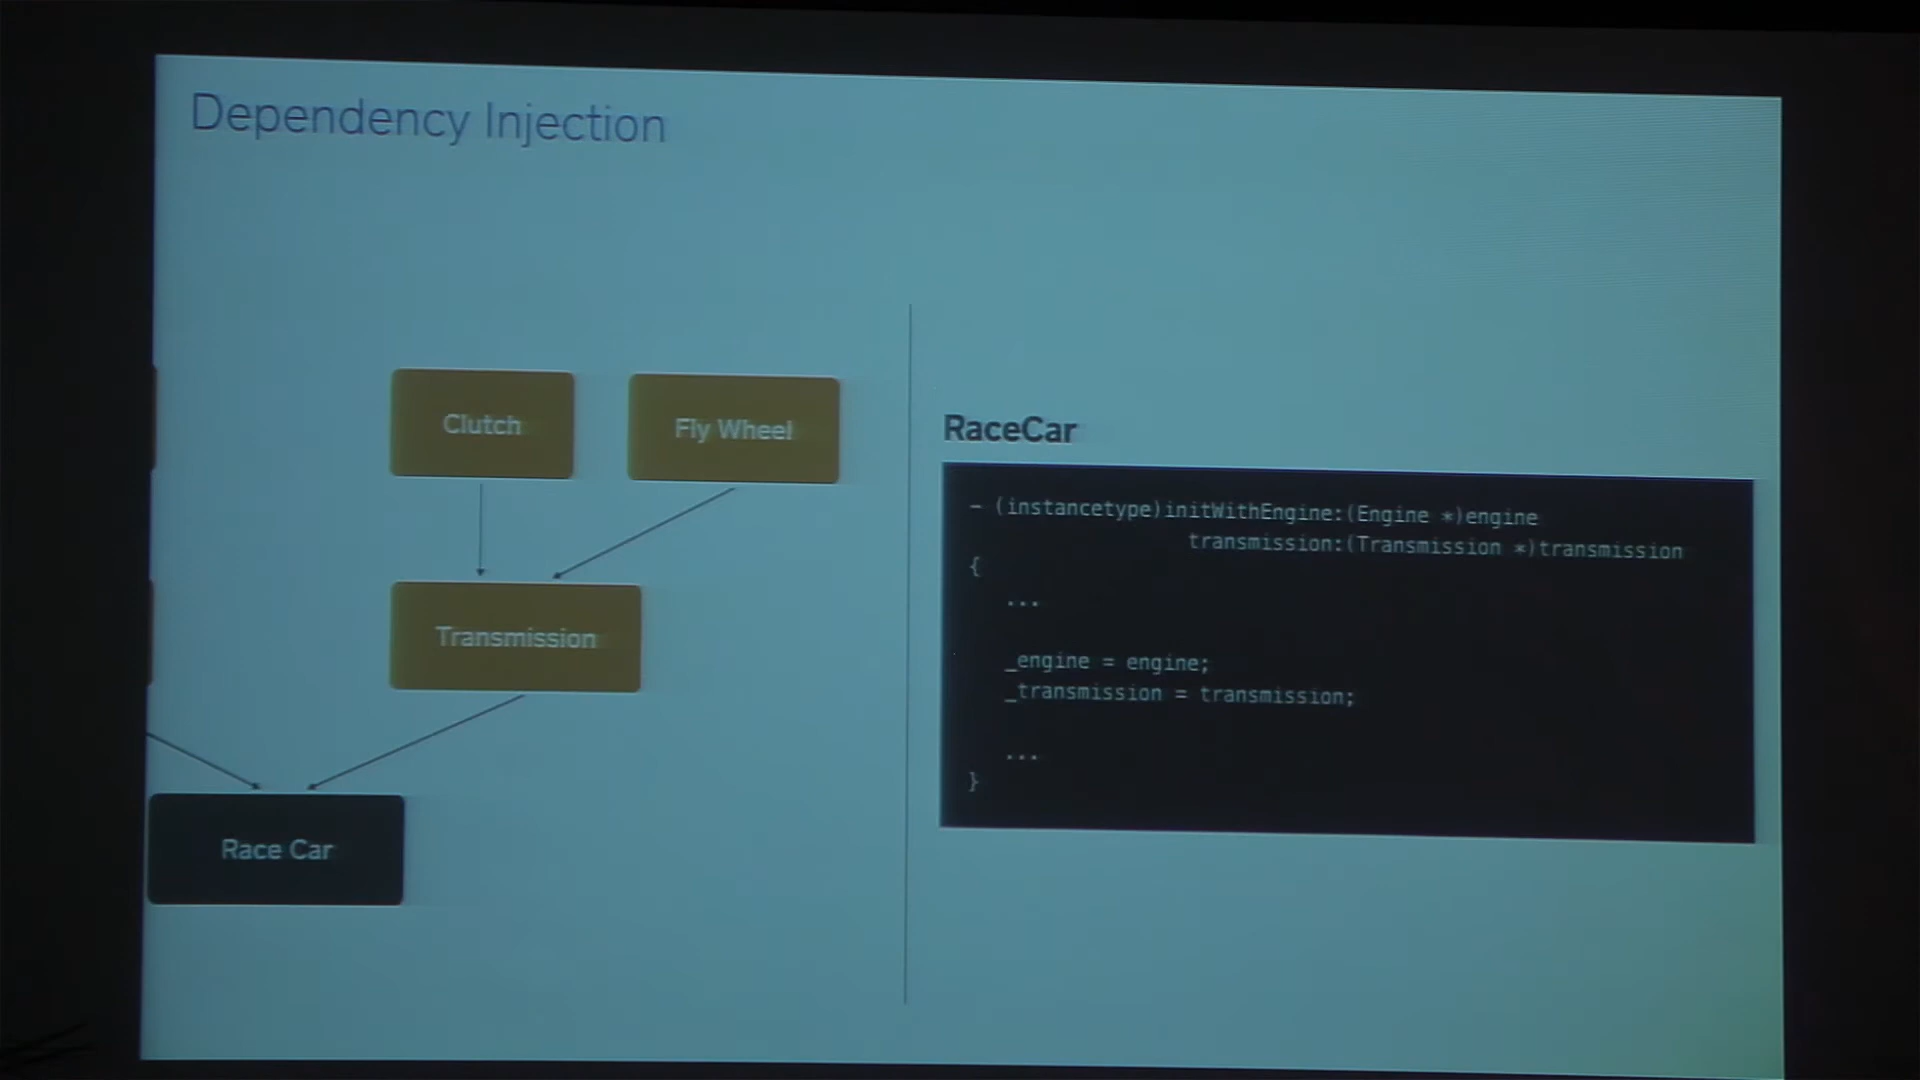 Dependency Injection
Clutch
Fly Wheel
Transmission
Race Car
RaceCar
- (instancetype)initWithEngine:(Engine *)engine
transmission:(Transmission *)transmission
{
...
_engine = engine;
_transmission = transmission;
...
}